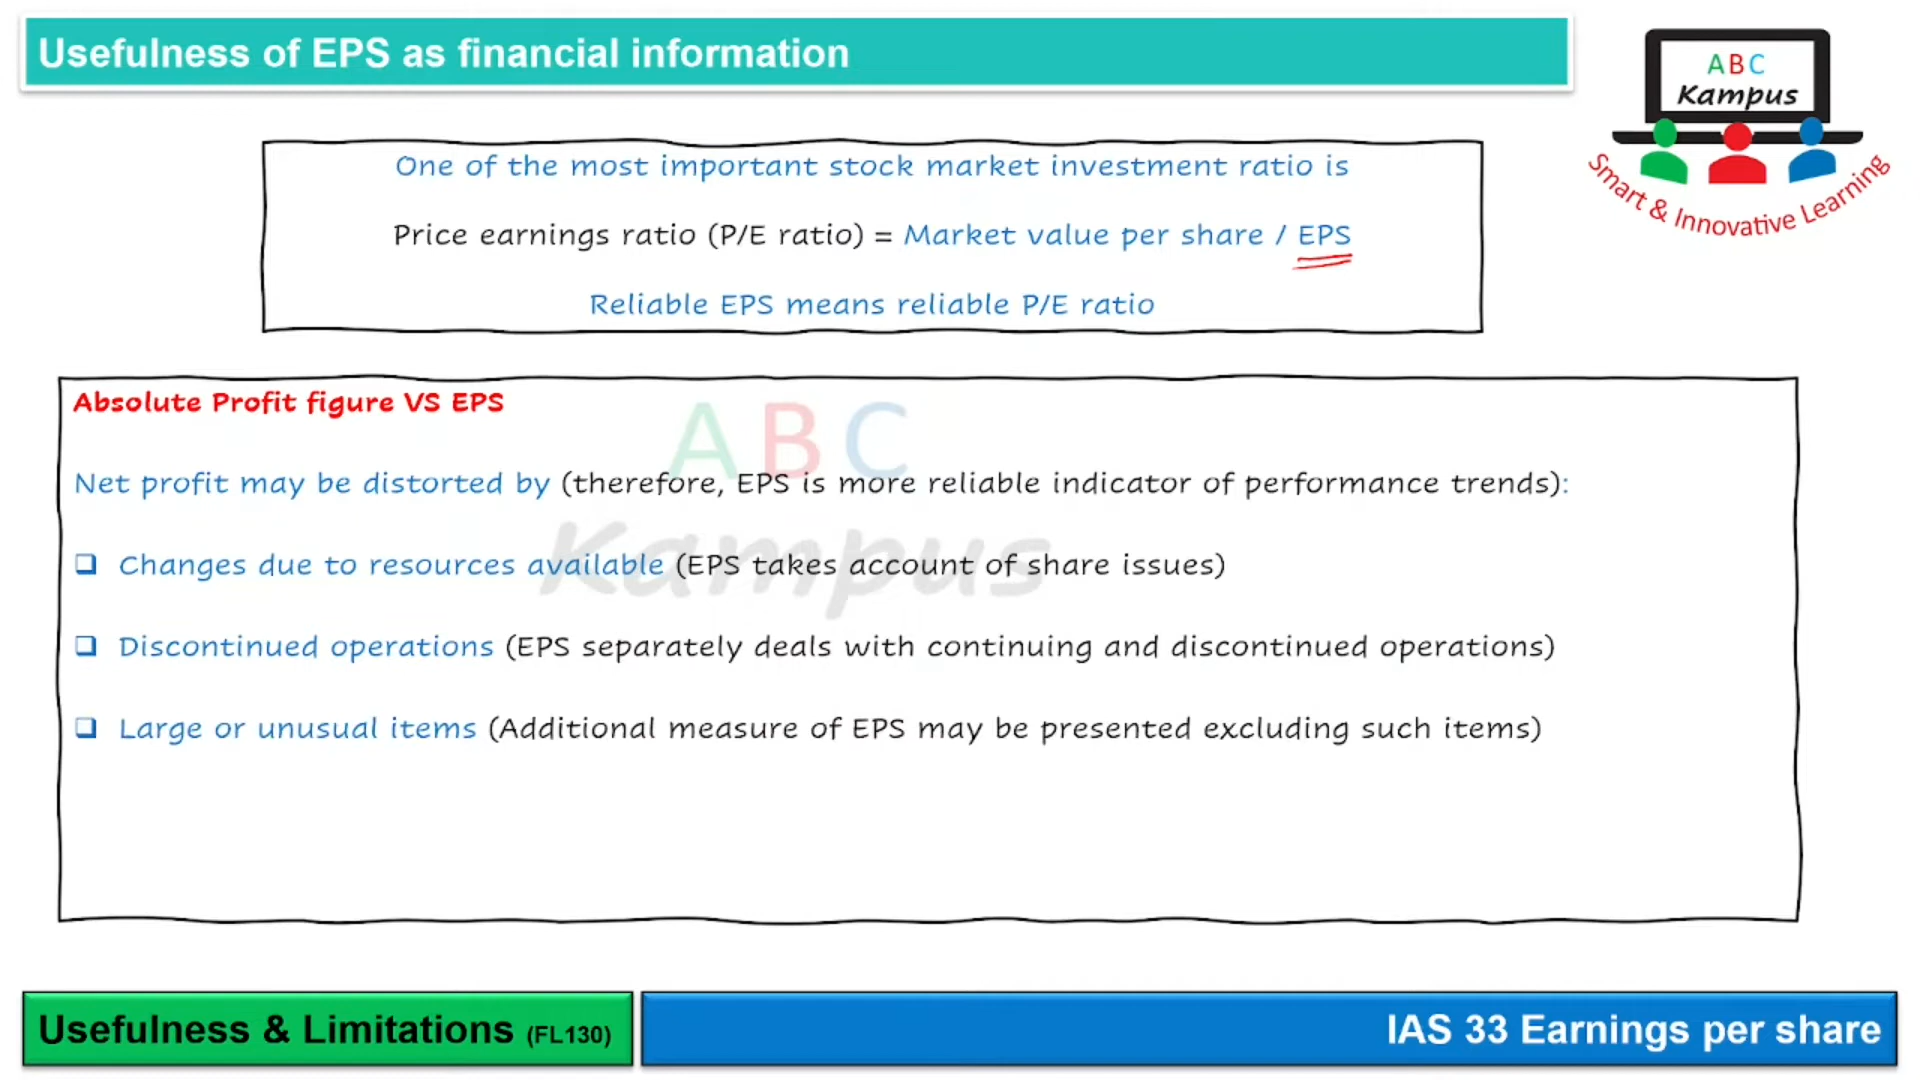 Usefulness of EPS as financial information
ABC
Kampus
Smart & Innovative Learning
One of the most important stock market investment ratio is
Price earnings ratio (P/E ratio) = Market value per share / EPS
Reliable EPS means reliable P/E ratio
Absolute Profit figure VS EPS
ABC
Kampus
Net profit may be distorted by (therefore, EPS is more reliable indicator of performance trends):
❑ Changes due to resources available (EPS takes account of share issues)
❑ Discontinued operations (EPS separately deals with continuing and discontinued operations)
❑ Large or unusual items (Additional measure of EPS may be presented excluding such items)
Usefulness & Limitations (FL130)
IAS 33 Earnings per share